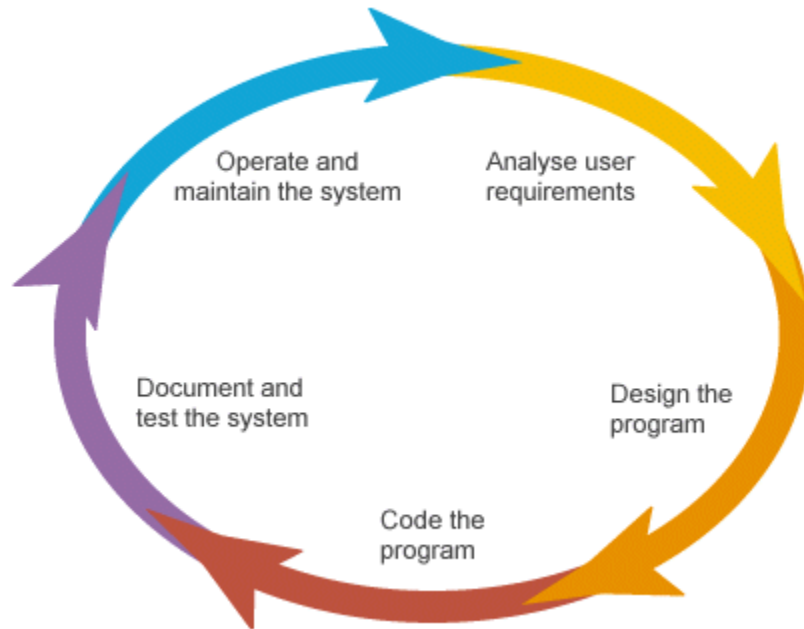 Operate and
maintain the system
Analyse user
requirements
Design the
program
Code the
program
Document and
test the system